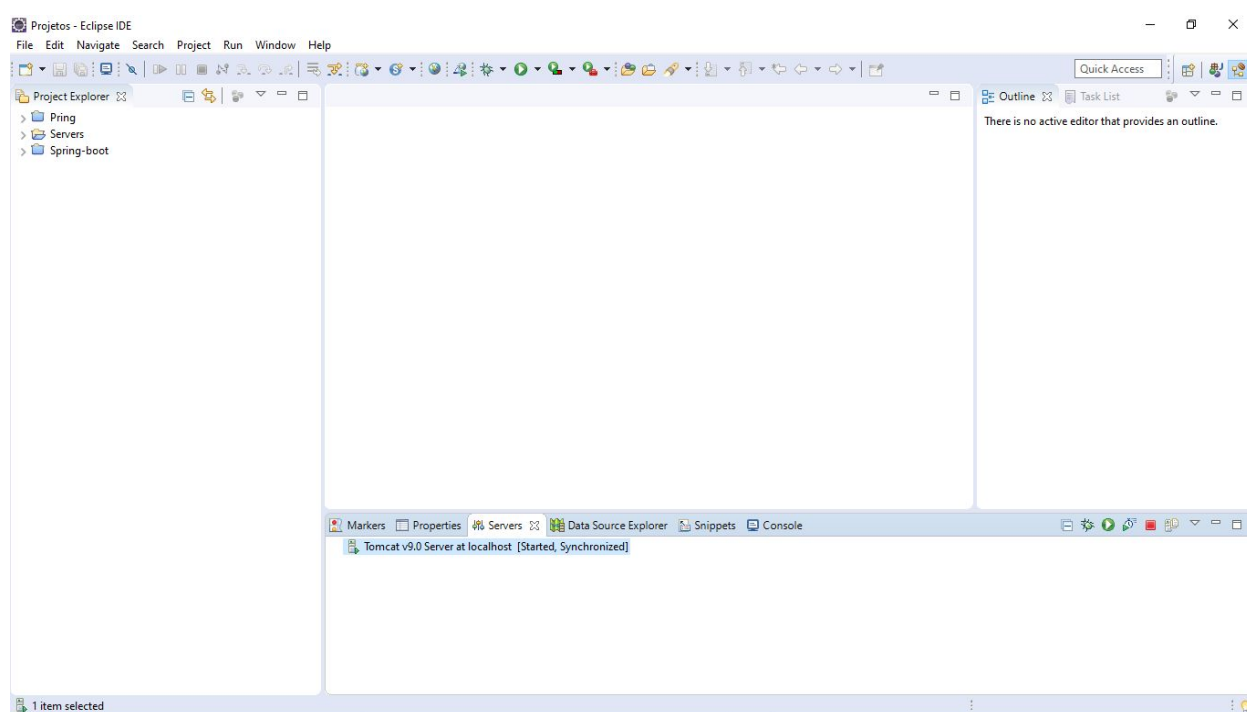 Projetos - Eclipse IDE
File Edit Navigate Search Project Run Window Help
Quick Access
Project Explorer
Pring
Servers
Spring-boot
Outline Task List
There is no active editor that provides an outline.
Markers Properties Servers Data Source Explorer Snippets Console
Tomcat v9.0 Server at localhost [Started, Synchronized]
1 item selected